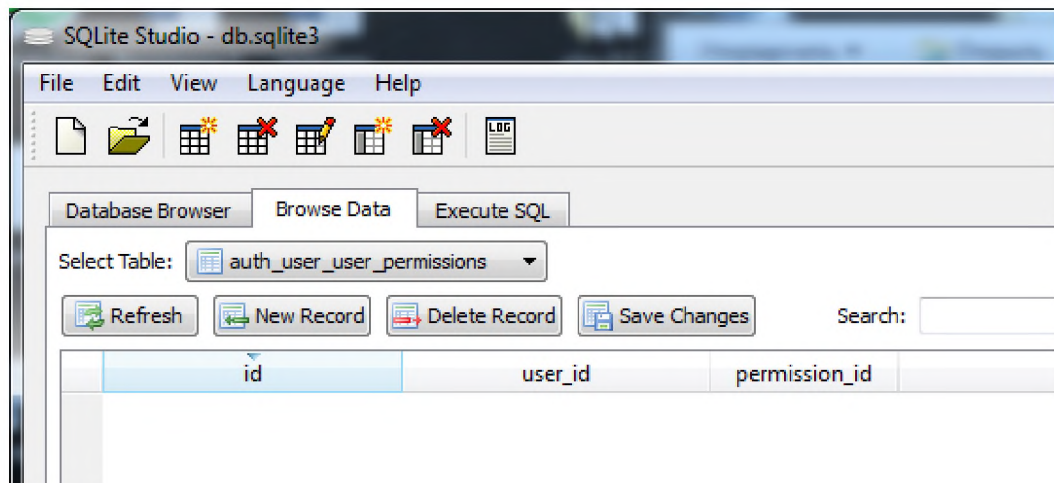 SQLite Studio - db.sqlite3
File Edit View Language Help
LOG
Database Browser Browse Data Execute SQL
Select Table: auth_user_user_permissions
Refresh New Record Delete Record Save Changes Search:
id user_id permission_id